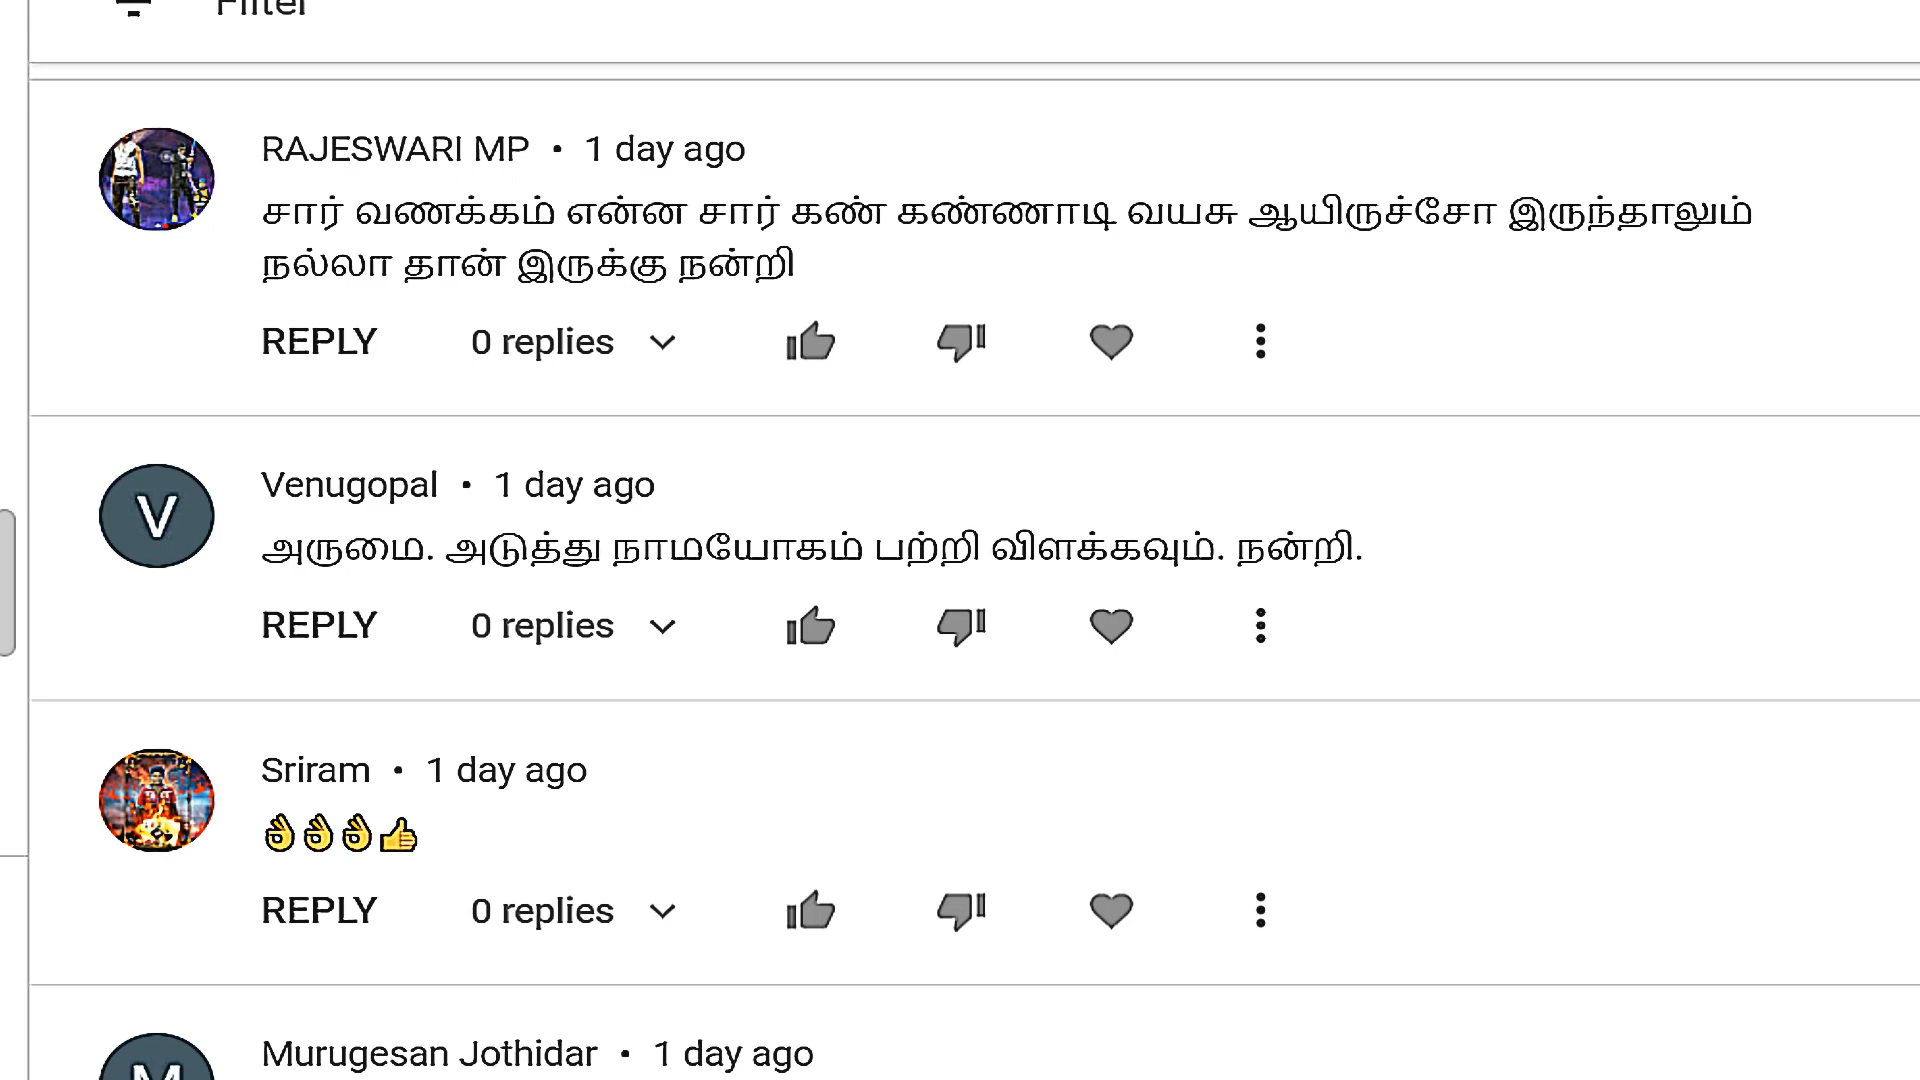 Filter
RAJESWARI MP • 1 day ago
சார் வணக்கம் என்ன சார் கண் கண்ணாடி வயசு ஆயிருச்சோ இருந்தாலும்
நல்லா தான் இருக்கு நன்றி
REPLY 0 replies
V
Venugopal • 1 day ago
அருமை. அடுத்து நாமயோகம் பற்றி விளக்கவும். நன்றி.
REPLY 0 replies
Sriram • 1 day ago
👌👌👌👍
REPLY 0 replies
M
Murugesan Jothidar • 1 day ago